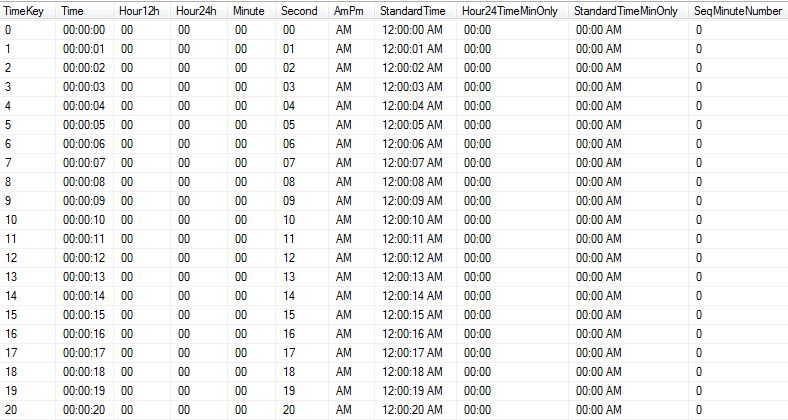 TimeKey Time Hour12h Hour24h Minute Second AmPm StandardTime Hour24TimeMinOnly StandardTimeMinOnly SeqMinuteNumber
0 00:00:00 00 00 00 00 AM 12:00:00 AM 00:00 00:00 AM 0
1 00:00:01 00 00 00 01 AM 12:00:01 AM 00:00 00:00 AM 0
2 00:00:02 00 00 00 02 AM 12:00:02 AM 00:00 00:00 AM 0
3 00:00:03 00 00 00 03 AM 12:00:03 AM 00:00 00:00 AM 0
4 00:00:04 00 00 00 04 AM 12:00:04 AM 00:00 00:00 AM 0
5 00:00:05 00 00 00 05 AM 12:00:05 AM 00:00 00:00 AM 0
6 00:00:06 00 00 00 06 AM 12:00:06 AM 00:00 00:00 AM 0
7 00:00:07 00 00 00 07 AM 12:00:07 AM 00:00 00:00 AM 0
8 00:00:08 00 00 00 08 AM 12:00:08 AM 00:00 00:00 AM 0
9 00:00:09 00 00 00 09 AM 12:00:09 AM 00:00 00:00 AM 0
10 00:00:10 00 00 00 10 AM 12:00:10 AM 00:00 00:00 AM 0
11 00:00:11 00 00 00 11 AM 12:00:11 AM 00:00 00:00 AM 0
12 00:00:12 00 00 00 12 AM 12:00:12 AM 00:00 00:00 AM 0
13 00:00:13 00 00 00 13 AM 12:00:13 AM 00:00 00:00 AM 0
14 00:00:14 00 00 00 14 AM 12:00:14 AM 00:00 00:00 AM 0
15 00:00:15 00 00 00 15 AM 12:00:15 AM 00:00 00:00 AM 0
16 00:00:16 00 00 00 16 AM 12:00:16 AM 00:00 00:00 AM 0
17 00:00:17 00 00 00 17 AM 12:00:17 AM 00:00 00:00 AM 0
18 00:00:18 00 00 00 18 AM 12:00:18 AM 00:00 00:00 AM 0
19 00:00:19 00 00 00 19 AM 12:00:19 AM 00:00 00:00 AM 0
20 00:00:20 00 00 00 20 AM 12:00:20 AM 00:00 00:00 AM 0